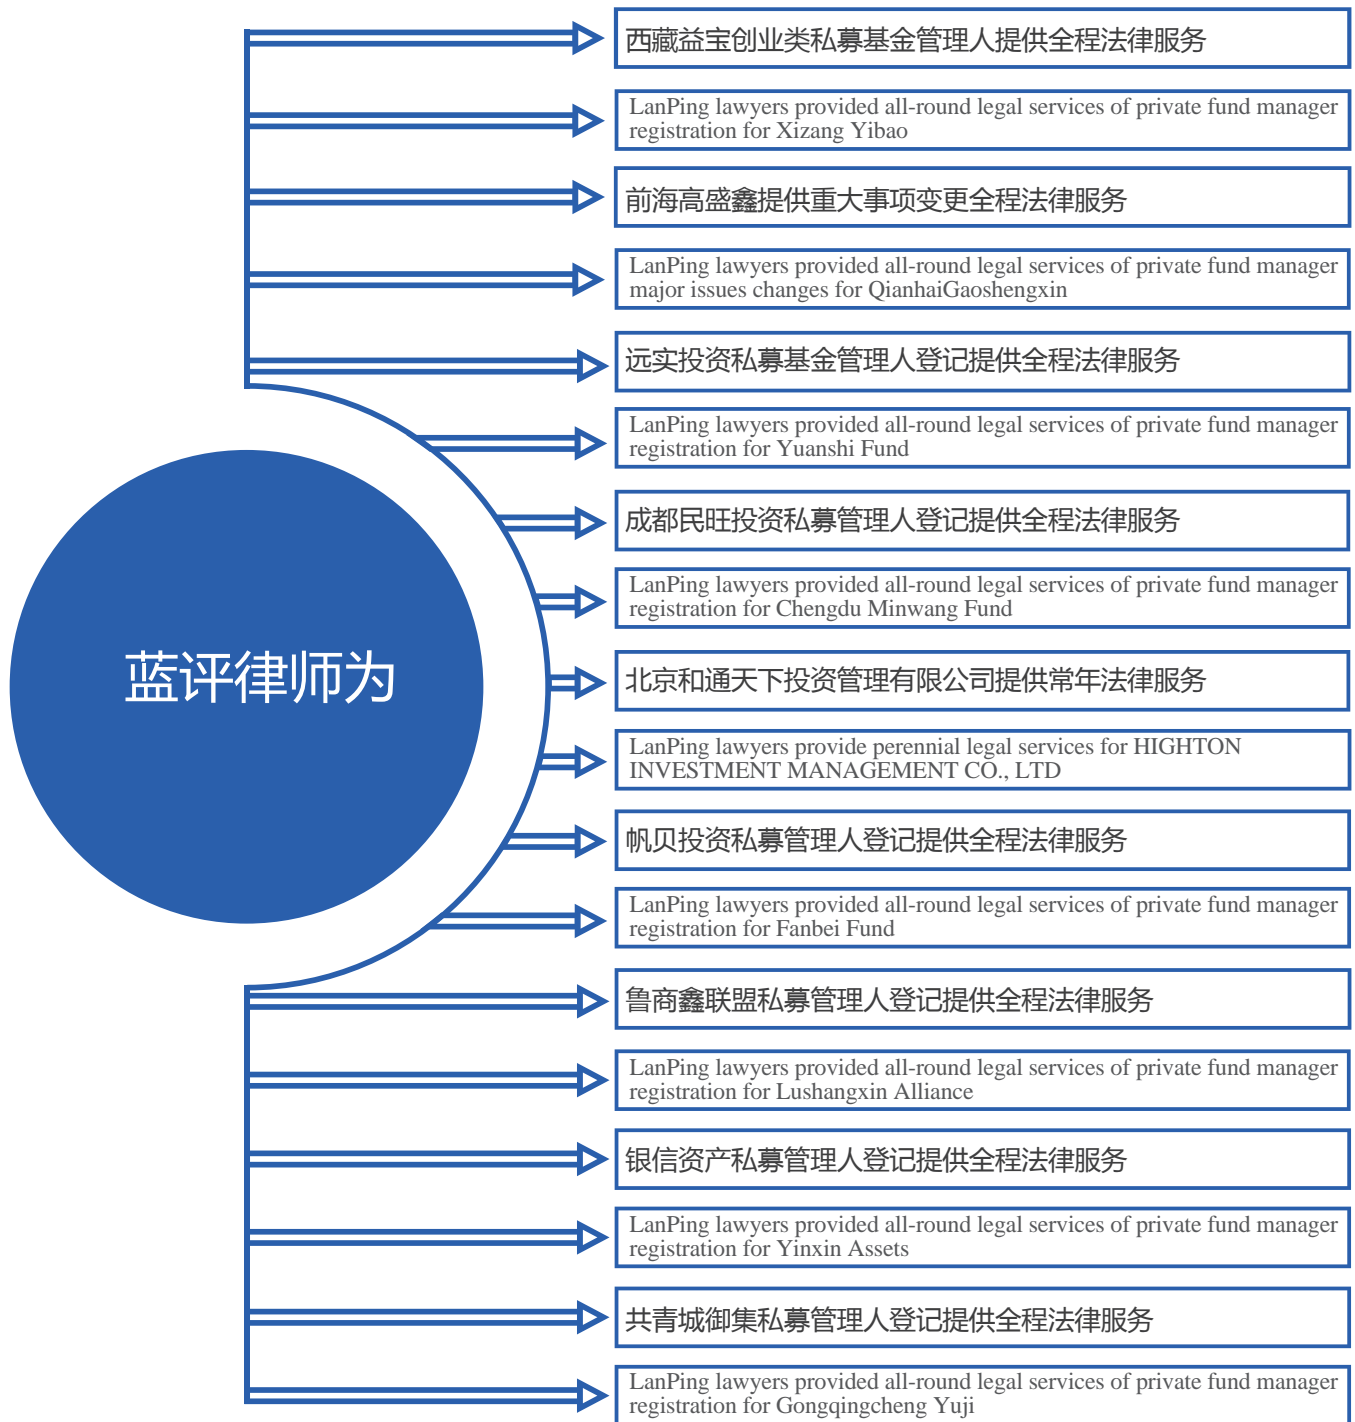 蓝评律师为
西藏益宝创业类私募基金管理人提供全程法律服务
LanPing lawyers provided all-round legal services of private fund manager
registration for Xizang Yibao
前海高盛鑫提供重大事项变更全程法律服务
LanPing lawyers provided all-round legal services of private fund manager
major issues changes for QianhaiGaoshengxin
远实投资私募基金管理人登记提供全程法律服务
LanPing lawyers provided all-round legal services of private fund manager
registration for Yuanshi Fund
成都民旺投资私募管理人登记提供全程法律服务
LanPing lawyers provided all-round legal services of private fund manager
registration for Chengdu Minwang Fund
北京和通天下投资管理有限公司提供常年法律服务
LanPing lawyers provide perennial legal services for HIGHTON
INVESTMENT MANAGEMENT CO., LTD
帆贝投资私募管理人登记提供全程法律服务
LanPing lawyers provided all-round legal services of private fund manager
registration for Fanbei Fund
鲁商鑫联盟私募管理人登记提供全程法律服务
LanPing lawyers provided all-round legal services of private fund manager
registration for Lushangxin Alliance
银信资产私募管理人登记提供全程法律服务
LanPing lawyers provided all-round legal services of private fund manager
registration for Yinxin Assets
共青城御集私募管理人登记提供全程法律服务
LanPing lawyers provided all-round legal services of private fund manager
registration for Gongqingcheng Yuji